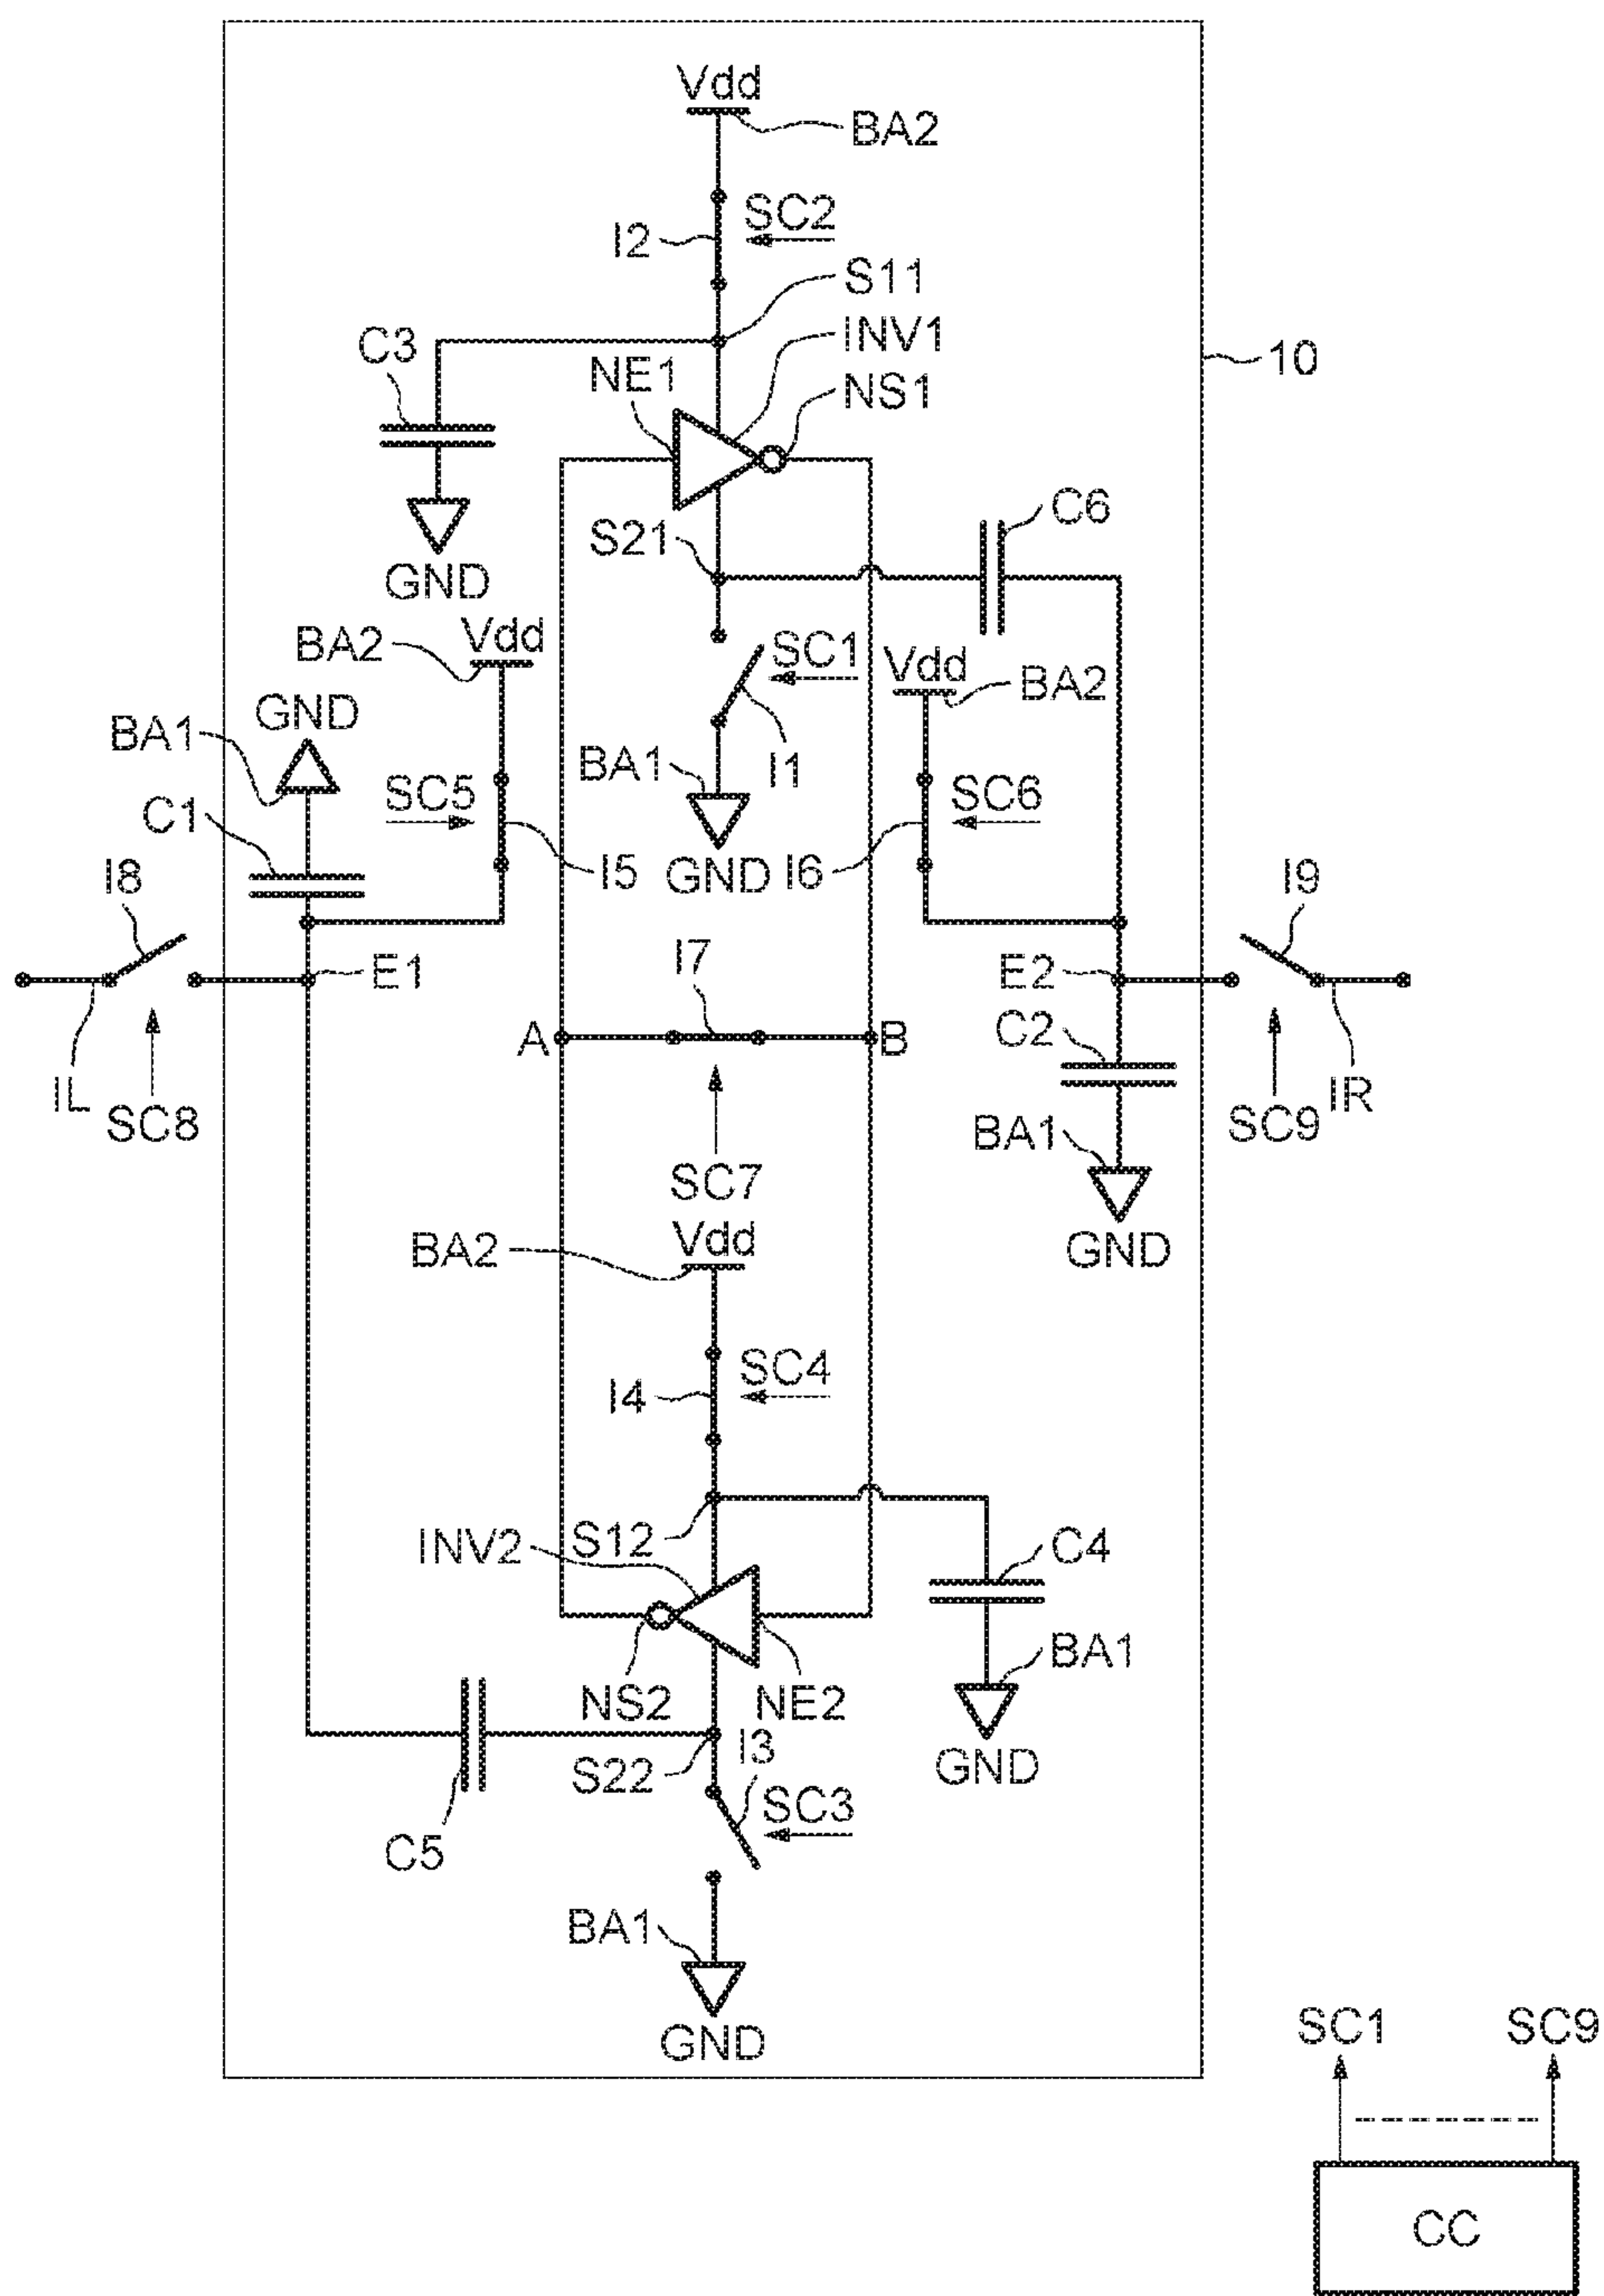 Vdd
BA2
SC2
I2
S11
C3
INV1
NE1
NS1
10
C6
S21
GND
BA2
Vdd
SC1
Vdd
BA2
GND
BA1
BA1
I1
SC5
SC6
C1
I5
GND
I6
I8
I9
I7
E1
E2
A
B
C2
IL
SC8
BA1
SC9
IR
SC7
Vdd
BA2
GND
SC4
I4
INV2
S12
C4
BA1
NS2
NE2
I3
S22
GND
SC3
C5
BA1
GND
SC1
SC9
CC